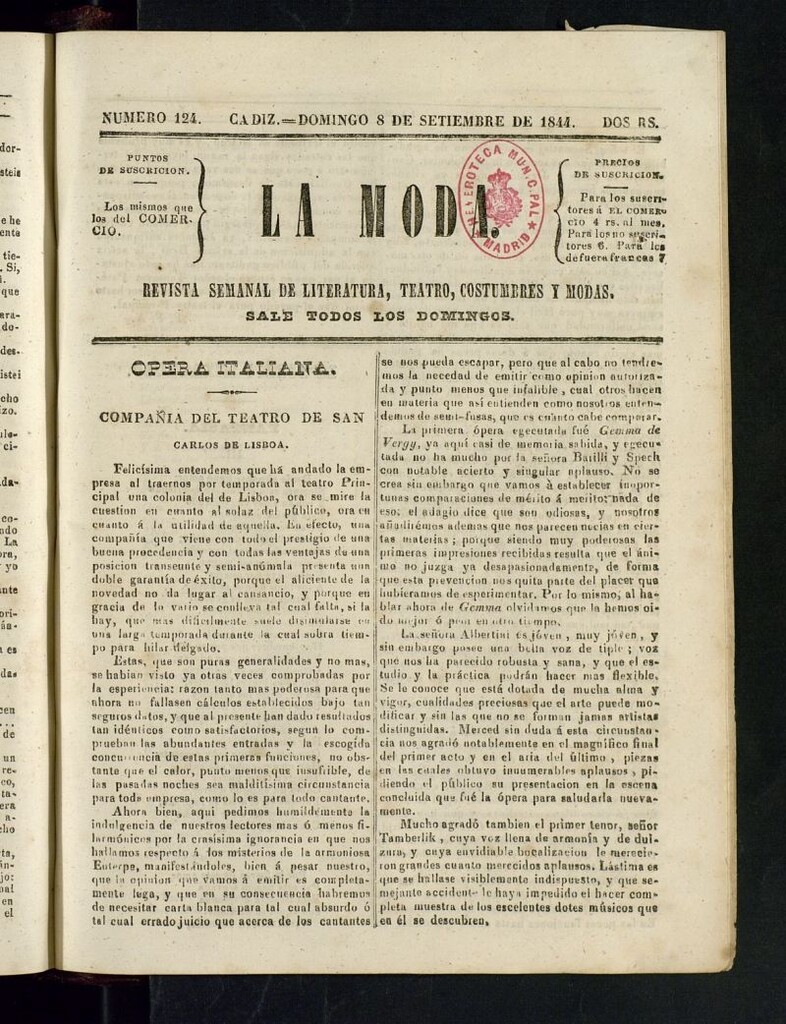 NUMERO 124. CADIZ.=DOMINGO 8 DE SETIEMBRE DE 1844. DOS RS.
PUNTOS
DE SUSCRICION.
Los mismos que
los del COMER-
CIO.
LA MODA.
HEMEROTECA MUNICIPAL
★ MADRID ★
PRECIOS
DE SUSCRICION.
Para los suscri-
tores á EL COMER-
CIO 4 rs. al mes.
Para los no suscri-
tores 6. Para los
de fuera francas 7
REVISTA SEMANAL DE LITERATURA, TEATRO, COSTUMBRES Y MODAS.
SALE TODOS LOS DOMINGOS.
OPERA ITALIANA.
COMPAÑIA DEL TEATRO DE SAN
CARLOS DE LISBOA.
Felicísima entendemos que há andado la em-
presa al traernos por temporada al teatro Prin-
cipal una colonia del de Lisboa, ora se mire la
cuestion en cuanto al solaz del público, ora en
cuanto á la utilidad de aquella. En efecto, una
compañia que viene con todo el prestigio de una
buena procedencia y con todas las ventajas de una
posicion transeunte y semi-anómala presenta una
doble garantía de éxito, porque el aliciente de la
novedad no da lugar al cansancio, y porque en
gracia de lo vario se conlleva tal cual falta, si la
hay, que mas dificilmente suele disimularse en
una larga temporada durante la cual sobra tiem-
po para hilar delgado.
Estas, que son puras generalidades y no mas,
se habian visto ya otras veces comprobadas por
la esperiencia: razon tanto mas poderosa para que
ahora no fallasen cálculos establecidos bajo tan
seguros datos, y que al presente han dado resultados
tan idénticos como satisfactorios, segun lo com-
prueban las abundantes entradas y la escogida
concurrencia de estas primeras funciones, no obs-
tante que el calor, punto menos que insufrible, de
las pasadas noches sea malditísima circunstancia
para toda empresa, como lo es para todo cantante.
Ahora bien, aqui pedimos humildemente la
indulgencia de nuestros lectores mas ó menos fi-
larmónicos por la crasísima ignorancia en que nos
hallamos respecto á los misterios de la armoniosa
Euterpe, manifestándoles, bien á pesar nuestro,
que la opinion que vamos á emitir es completa-
mente lega, y que en su consecuencia habremos
de necesitar carta blanca para tal cual absurdo ó
tal cual errado juicio que acerca de los cantantes
se nos pueda escapar, pero que al cabo no tendre-
mos la necedad de emitir como opinion autoriza-
da y punto menos que infalible, cual otros hacen
en materia que asi entienden como nosotros enten-
demos de semi-fusas, que es cuanto cabe comparar.
La primera ópera egecutada fué Gemma de
Vergy, ya aqui casi de memoria sabida, y egecu-
tada no ha mucho por la señora Barilli y Spech
con notable acierto y singular aplauso. No se
crea sin embargo que vamos à establecer inopor-
tunas comparaciones de mérito á merito; nada de
eso: el adagio dice que son odiosas, y nosotros
añadirémos ademas que nos parecen necias en cier-
tas materias; porque siendo muy poderosas las
primeras impresiones recibidas resulta que el áni-
mo no juzga ya desapasionadamente, de forma
que esta prevencion nos quita parte del placer que
hubieramos de esperimentar. Por lo mismo, al ha-
blar ahora de Gemma olvidamos que la hemos oi-
do mejor ó peor en otro tiempo.
La señora Albertini es jóven, muy jóven, y
sin embargo posee una bella voz de tiple; voz
que nos ha parecido robusta y sana, y que el es-
tudio y la práctica podrán hacer mas flexible.
Se le conoce que está dotada de mucha alma y
vigor, cualidades preciosas que el arte puede mo-
dificar y sin las que no se forman jamas artistas
distinguidas. Merced sin duda á esta circunstan-
cia nos agradó notablemente en el magnífico final
del primer acto y en el aria del último, piezas
en las cuales obtuvo innumerables aplausos, pi-
diendo el público su presentacion en la escena
concluida que fué la ópera para saludarla nueva-
mente.
Mucho agradó tambien el primer tenor, señor
Tamberlik, cuya voz llena de armonía y de dul-
zura, y cuya envidiable bocalizacion le merecie-
ron grandes cuanto merecidos aplausos. Lástima es
que se hallase visiblemente indispuesto, y que se-
mejante accidente le haya impedido el hacer com-
pleta muestra de los escelentes dotes músicos que
en él se descubren.